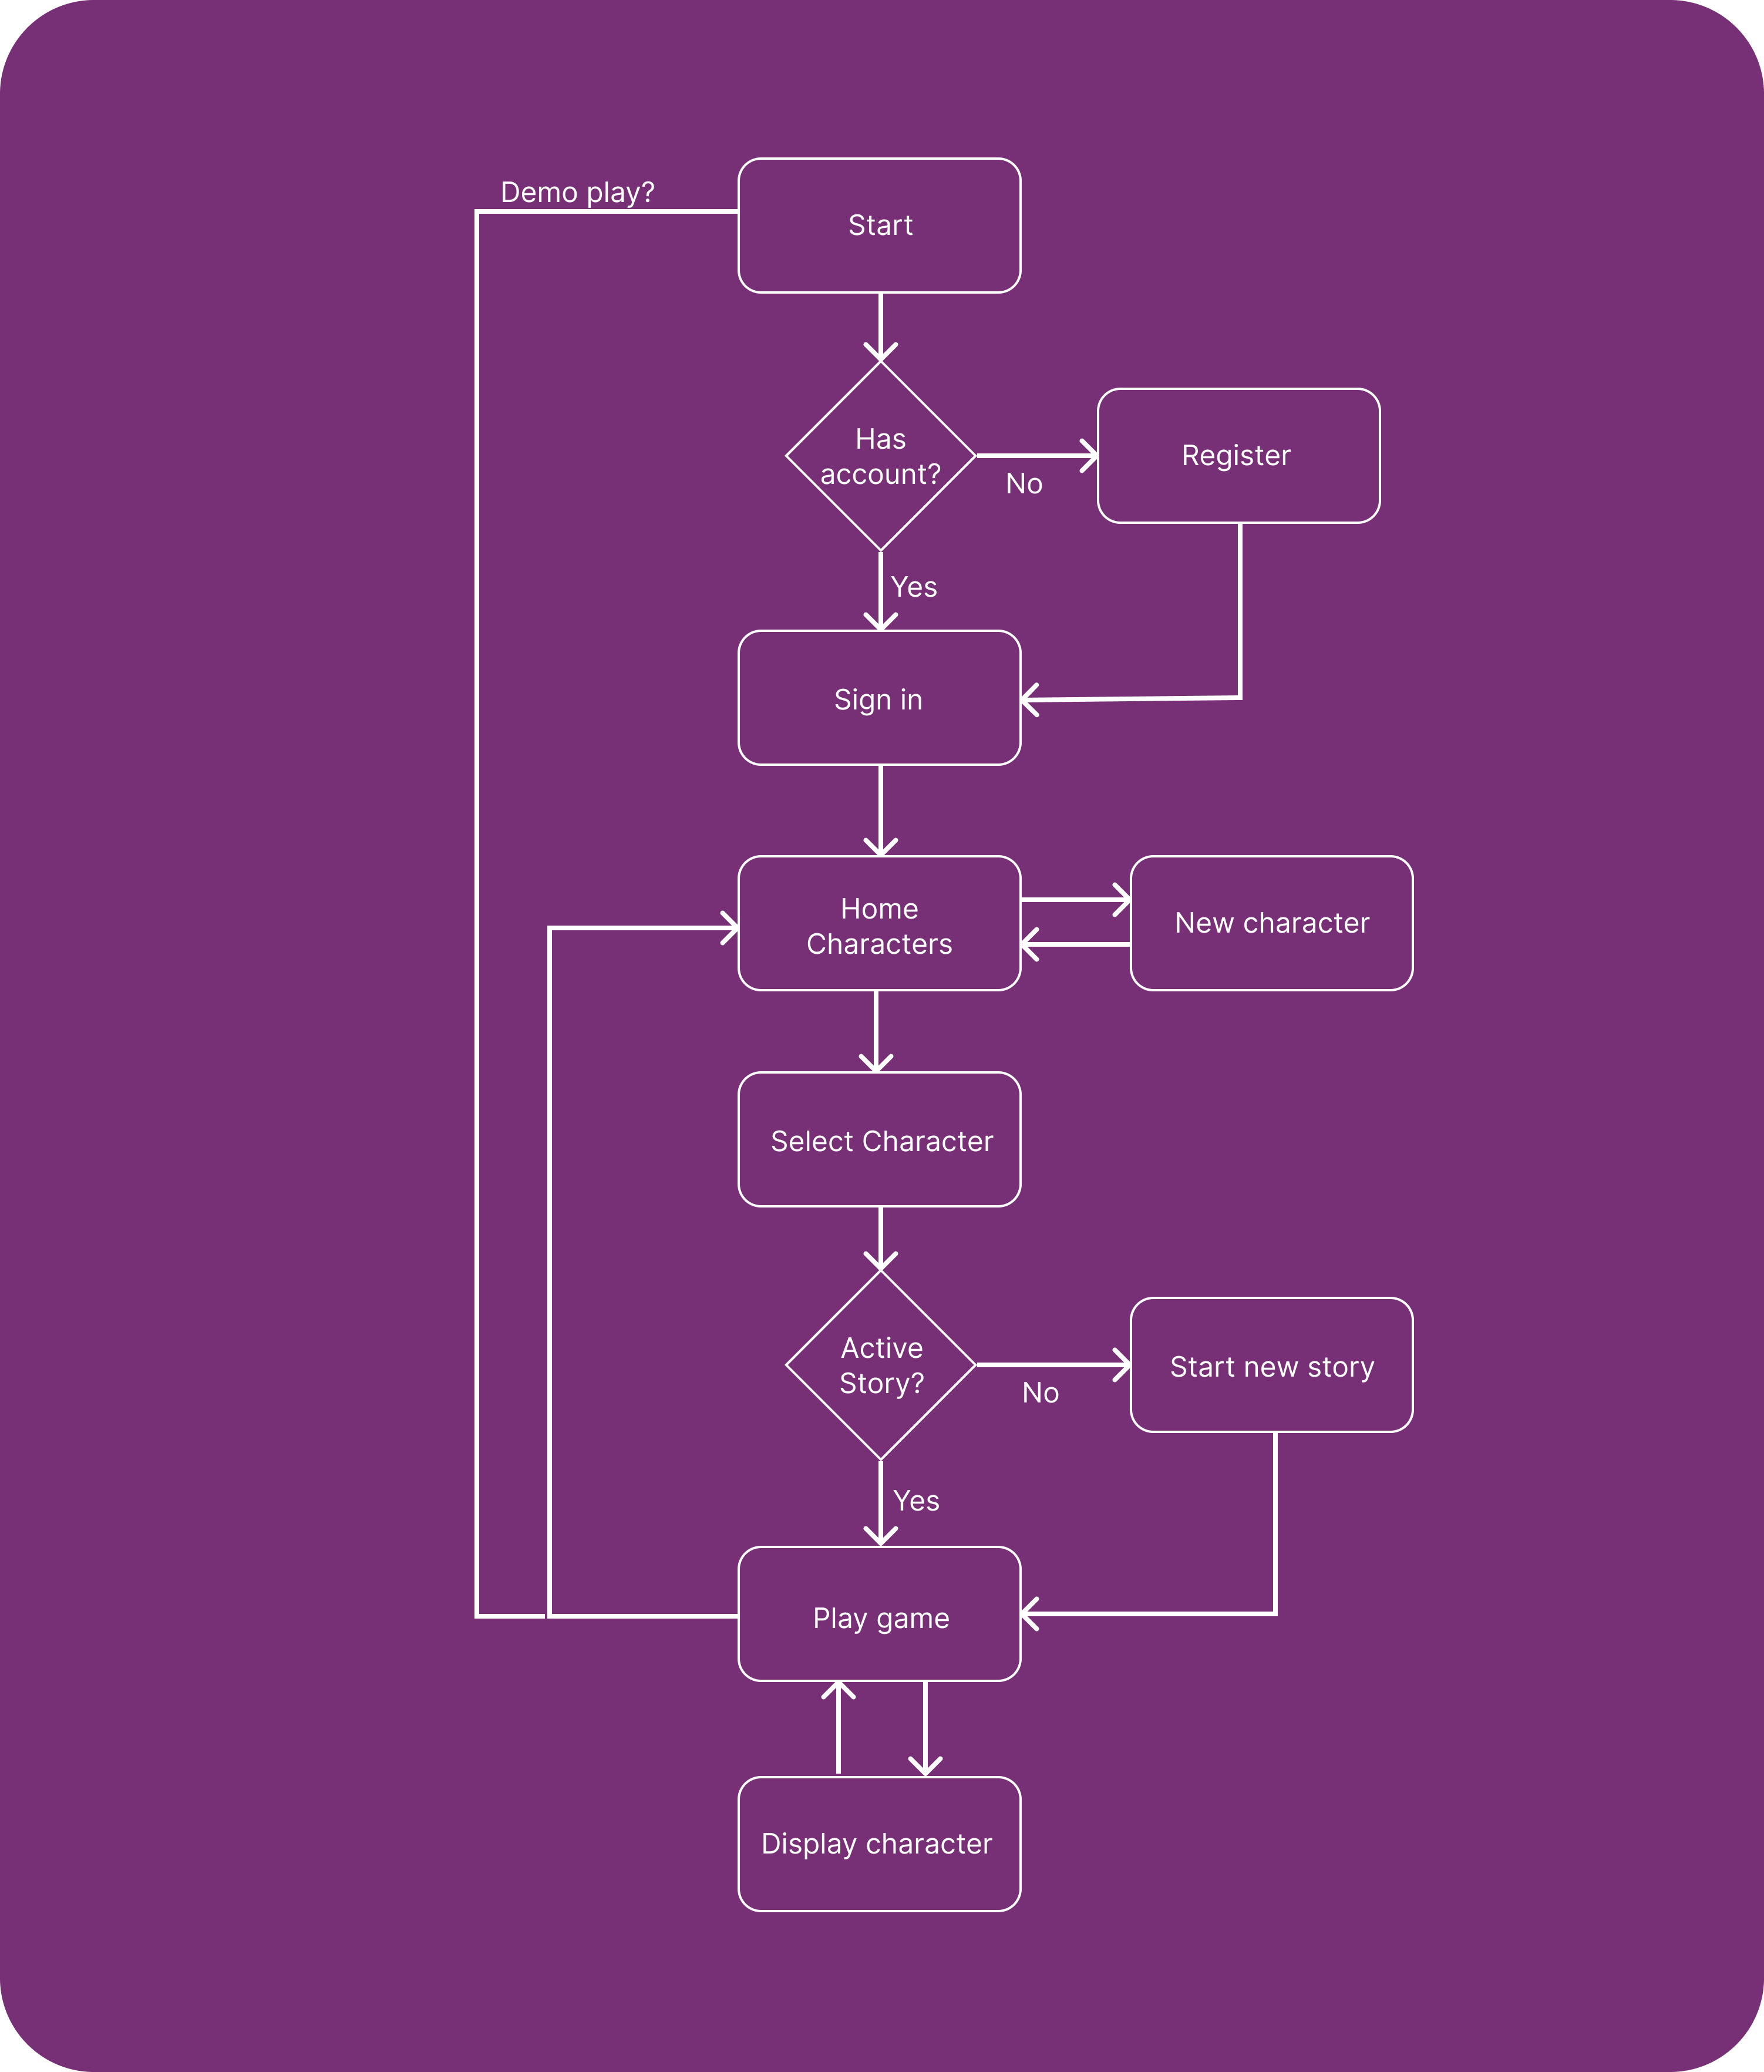 Demo play?
Start
Has
account?
No
Register
Yes
Sign in
Home
Characters
New character
Select Character
Active
Story?
No
Start new story
Yes
Play game
Display character